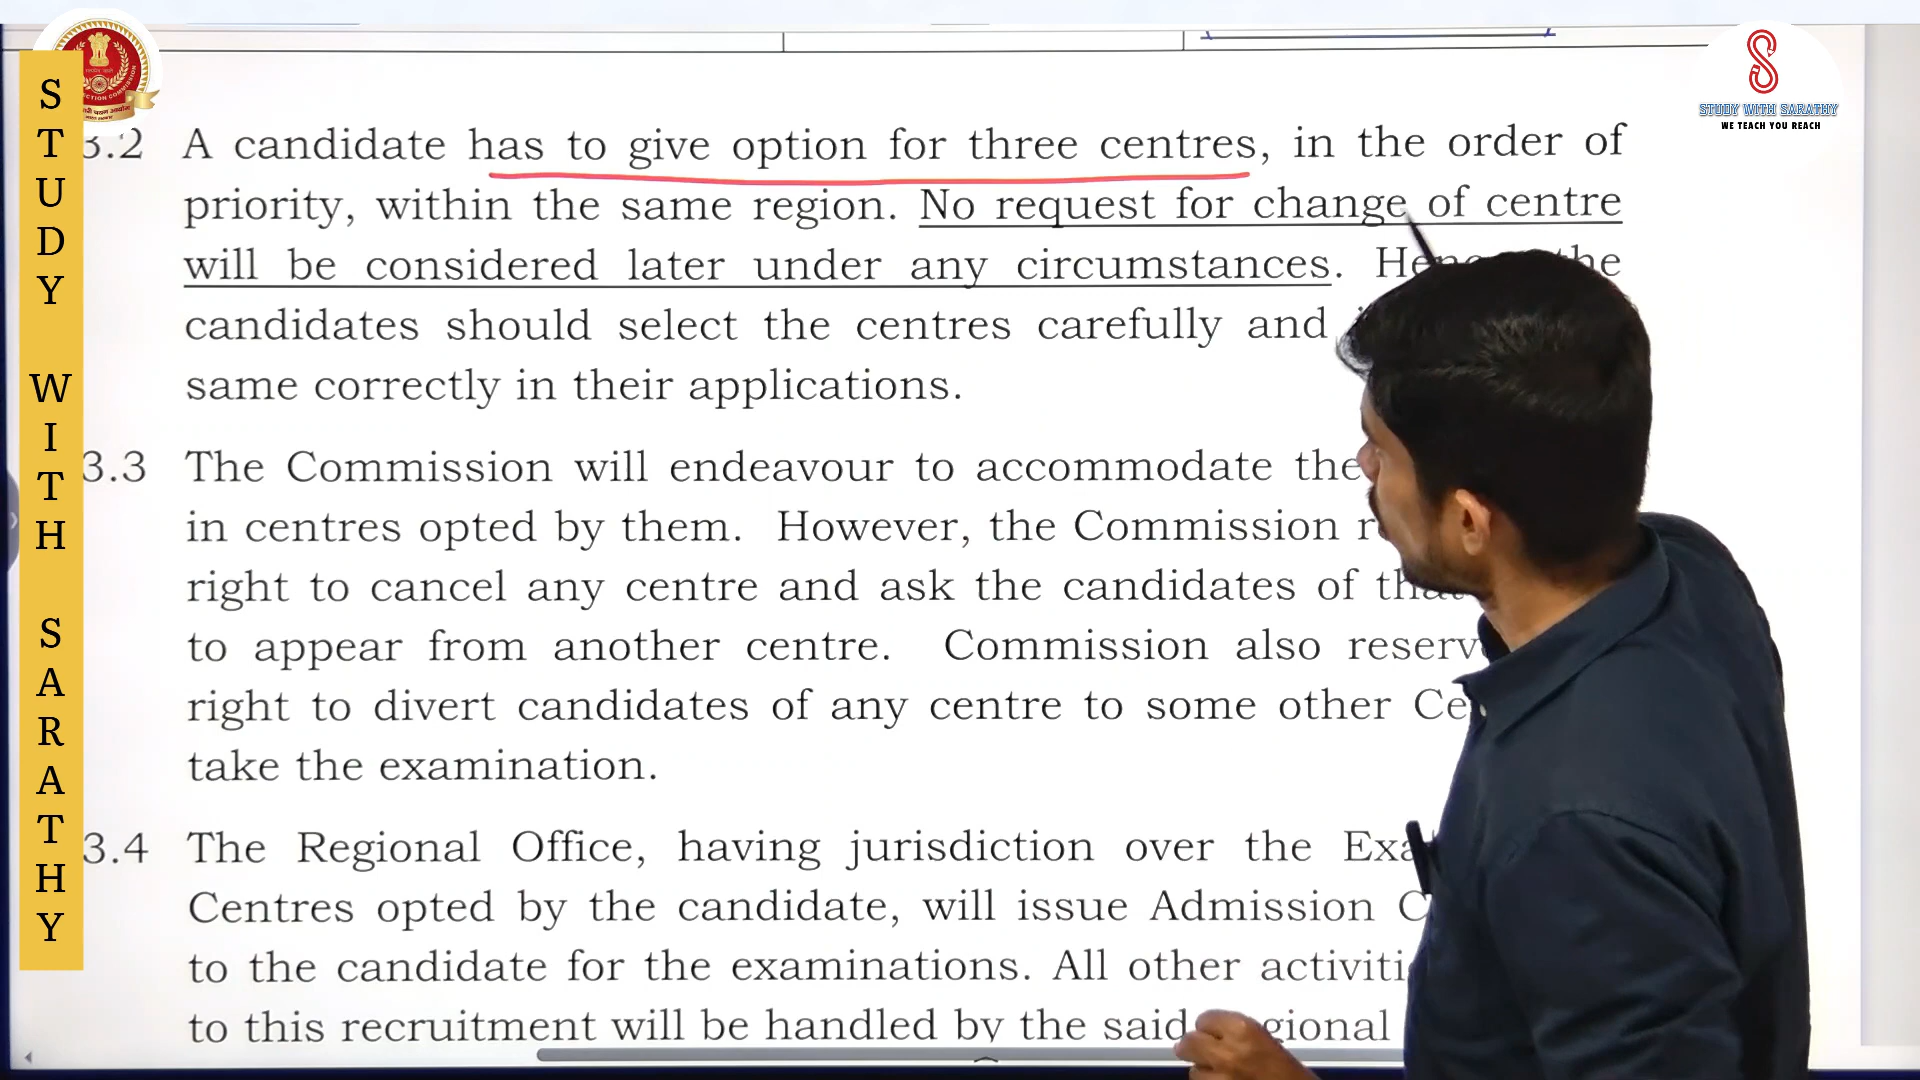 STUDY WITH SARATHY
STUDY WITH SARATHY
WE TEACH YOU REACH
3.2 A candidate has to give option for three centres, in the order of
priority, within the same region. No request for change of centre
will be considered later under any circumstances. the
candidates should select the centres carefully and
same correctly in their applications.
3.3 The Commission will endeavour to accommodate the
in centres opted by them. However, the Commission
right to cancel any centre and ask the candidates of
to appear from another centre. Commission also
right to divert candidates of any centre to some other
take the examination.
3.4 The Regional Office, having jurisdiction over the
Centres opted by the candidate, will issue Admission
to the candidate for the examinations. All other
to this recruitment will be handled by the said